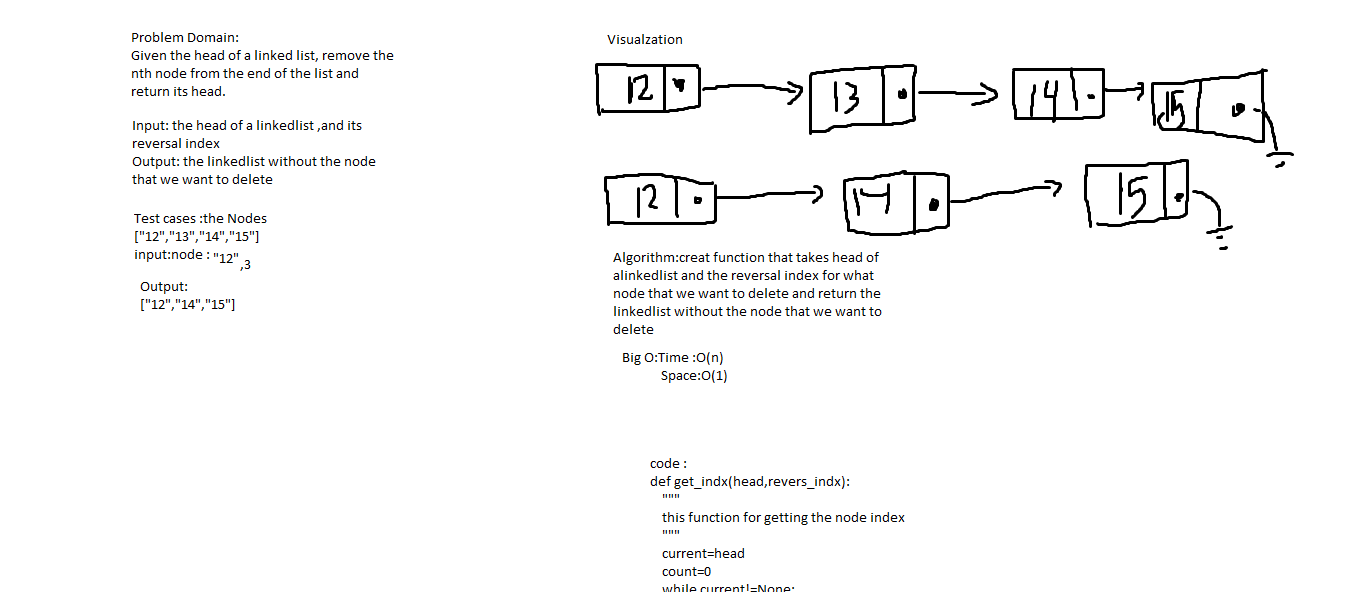 Problem Domain:
Given the head of a linked list, remove the
nth node from the end of the list and
return its head.
Input: the head of a linkedlist ,and its
reversal index
Output: the linkedlist without the node
that we want to delete
Test cases :the Nodes
["12","13","14","15"]
input:node : "12",3
Output:
["12","14","15"]
Visualzation
12 13 14 15
12 14 15
Algorithm:creat function that takes head of
alinkedlist and the reversal index for what
node that we want to delete and return the
linkedlist without the node that we want to
delete
Big O:Time :O(n)
Space:O(1)
code :
def get_indx(head,revers_indx):
"""
this function for getting the node index
"""
current=head
count=0
while current!=None: